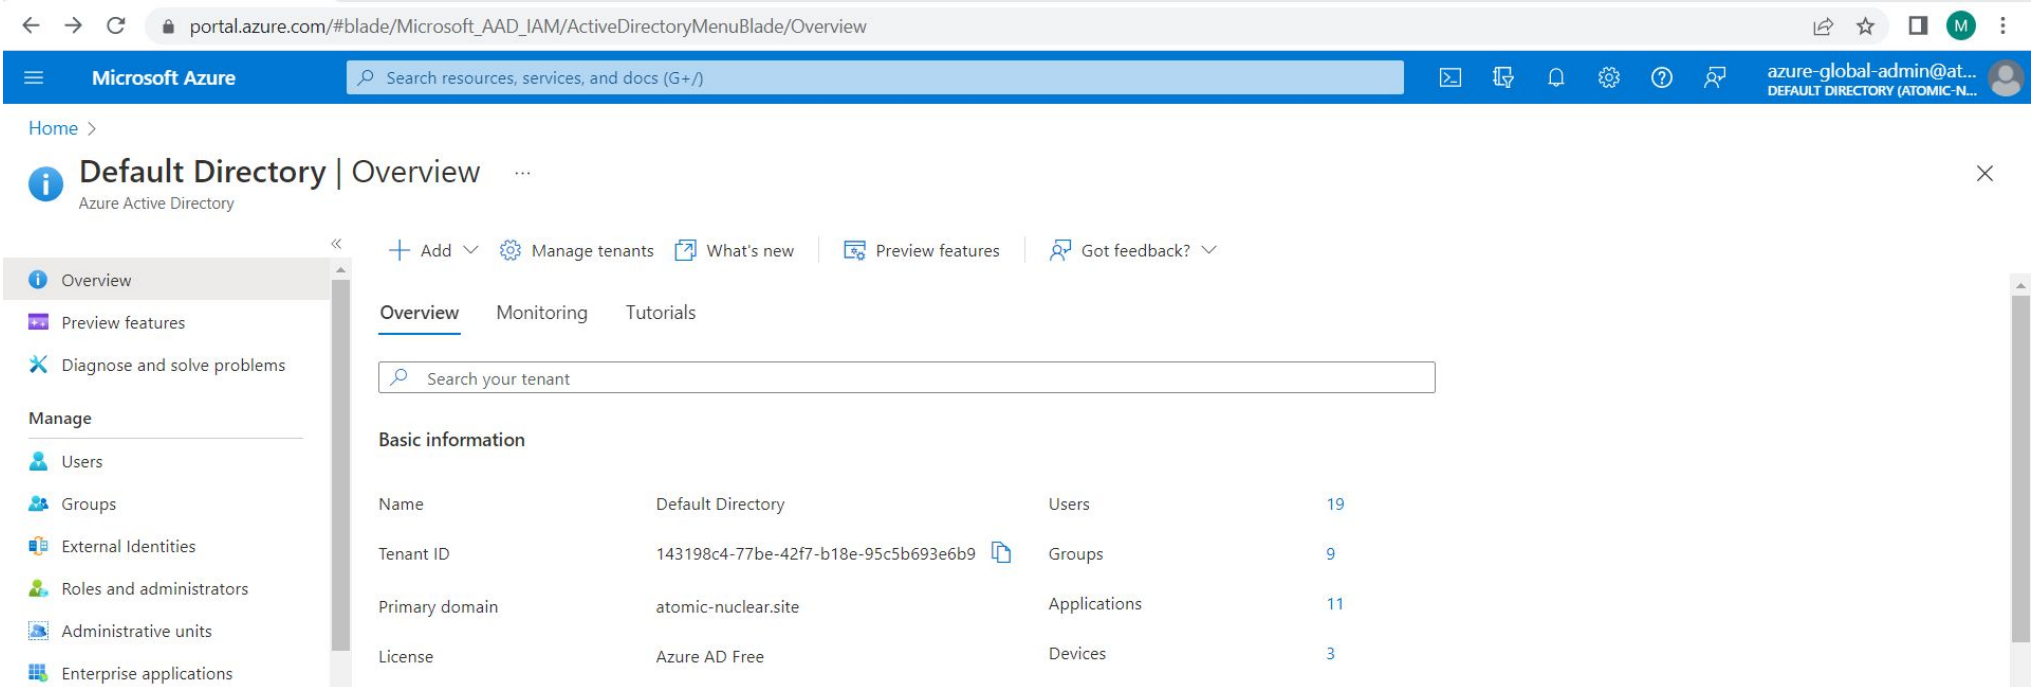 portal.azure.com/#blade/Microsoft_AAD_IAM/ActiveDirectoryMenuBlade/Overview
M
Microsoft Azure
Search resources, services, and docs (G+/)
azure-global-admin@at...
DEFAULT DIRECTORY (ATOMIC-N...
Home >
Default Directory | Overview ...
Azure Active Directory
Add
Manage tenants
What's new
Preview features
Got feedback?
Overview
Preview features
Diagnose and solve problems
Manage
Users
Groups
External Identities
Roles and administrators
Administrative units
Enterprise applications
Overview Monitoring Tutorials
Search your tenant
Basic information
Name Default Directory Users 19
Tenant ID 143198c4-77be-42f7-b18e-95c5b693e6b9 Groups 9
Primary domain atomic-nuclear.site Applications 11
License Azure AD Free Devices 3